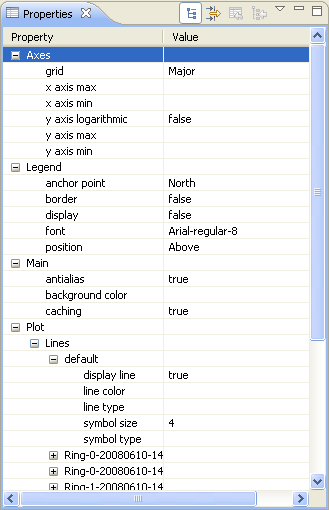 Properties
Property Value
Axes
grid Major
x axis max
x axis min
y axis logarithmic false
y axis max
y axis min
Legend
anchor point North
border false
display false
font Arial-regular-8
position Above
Main
antialias true
background color
caching true
Plot
Lines
default
display line true
line color
line type
symbol size 4
symbol type
Ring-0-20080610-14
Ring-0-20080610-14
Ring-1-20080610-14